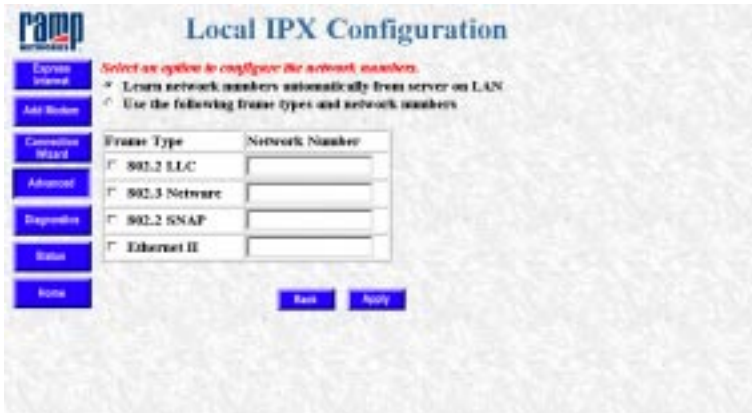 ramp
NETWORKS
Local IPX Configuration
Express
Internet
Add Modem
Connection
Wizard
Advanced
Diagnostics
Status
Home
Select an option to configure the network numbers.
Learn network numbers automatically from server on LAN
Use the following frame types and network numbers
Frame Type Network Number
802.2 LLC
802.3 Netware
802.2 SNAP
Ethernet II
Back Apply